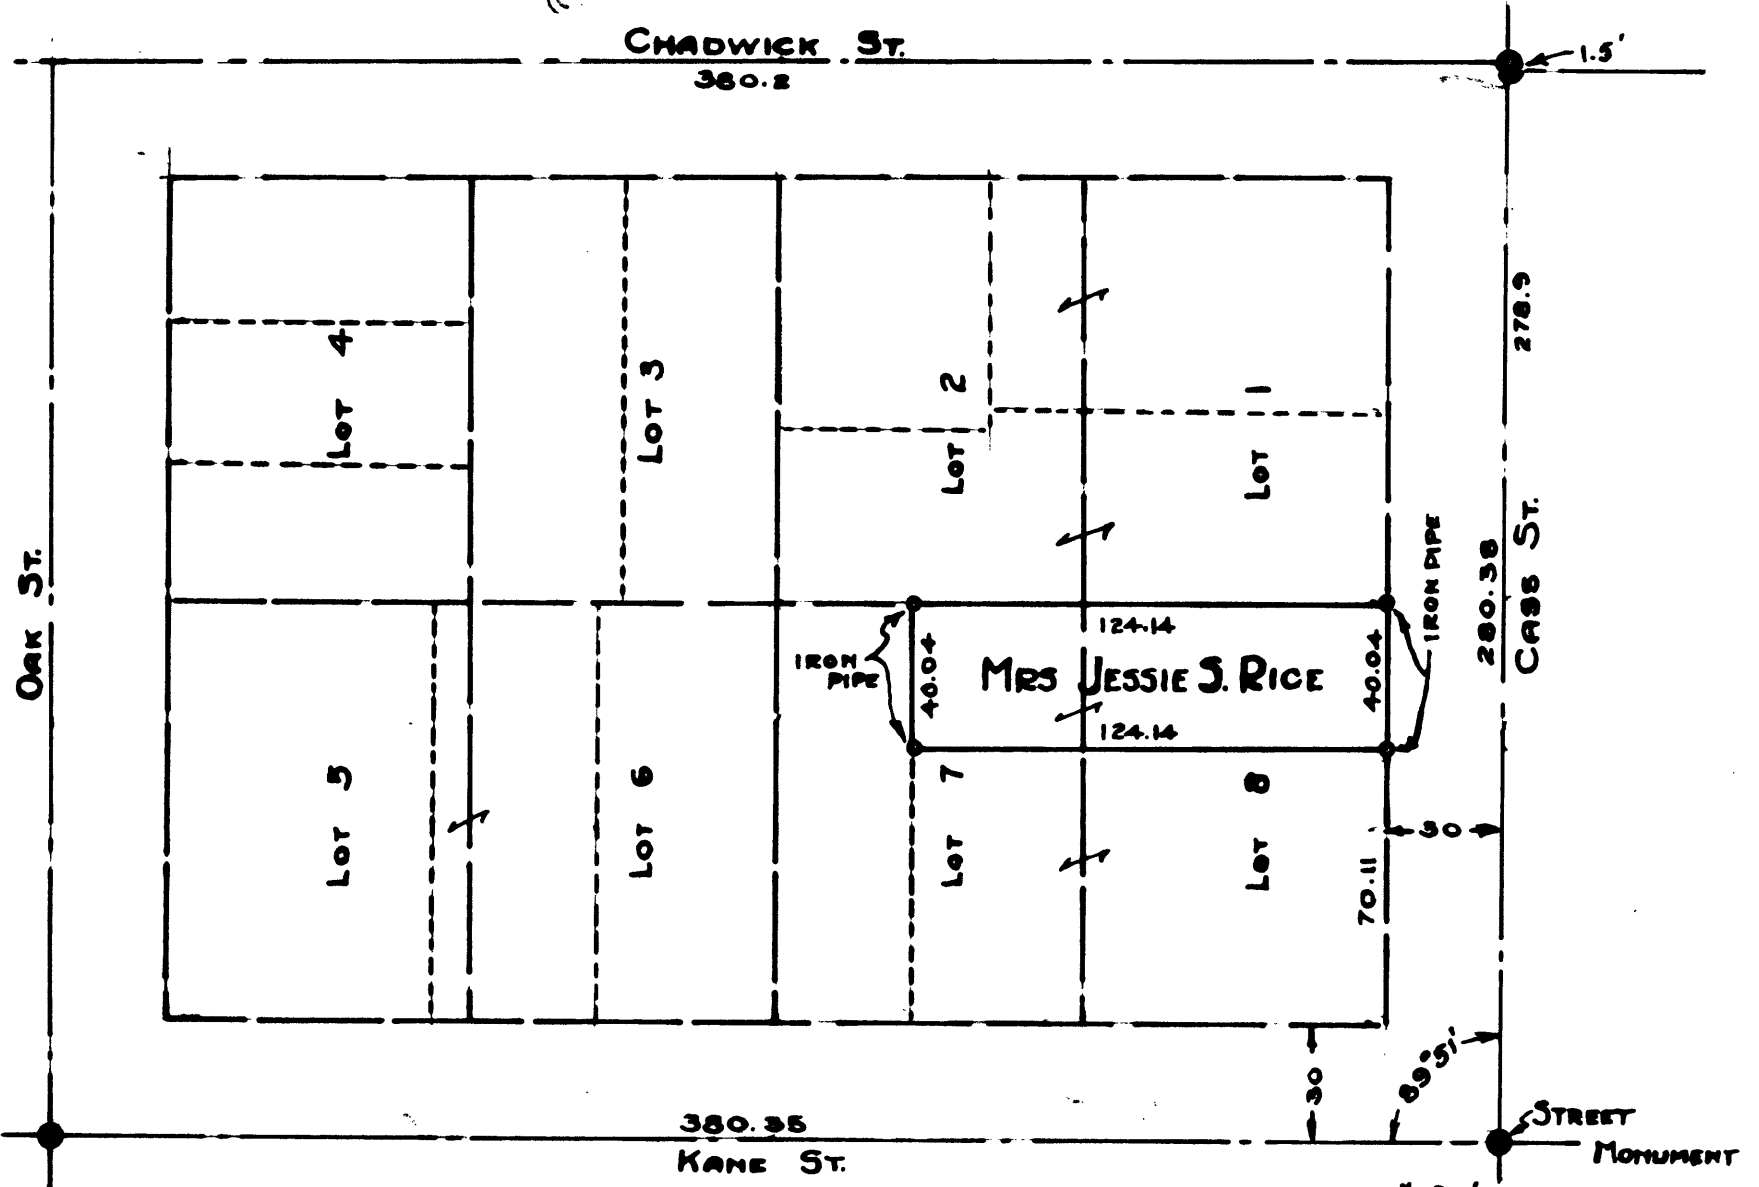 CHADWICK ST.
380.2
1.5'
278.9
LOT 4
LOT 3
LOT 2
LOT 1
OAK ST.
280.38
CASS ST.
IRON PIPE
124.14
IRON
PIPE
40.04
MRS JESSIE S. RICE
40.04
124.14
LOT 5
LOT 6
LOT 7
LOT 8
30
70.11
30
89°51'
STREET
MONUMENT
380.35
KANE ST.